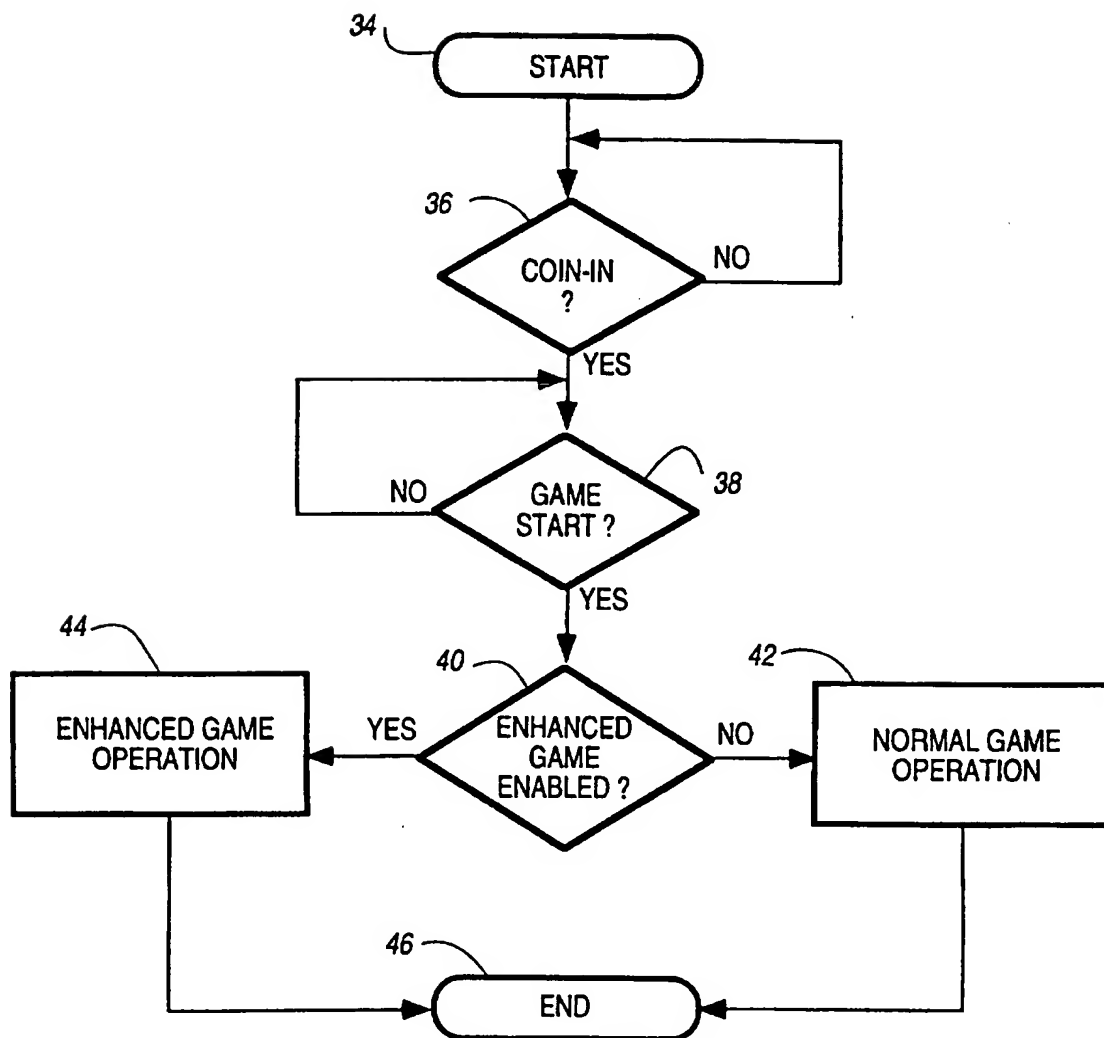 34
START
36
COIN-IN
?
NO
YES
38
GAME
START ?
NO
YES
44
40
42
ENHANCED GAME
OPERATION
YES
ENHANCED
GAME
ENABLED ?
NO
NORMAL GAME
OPERATION
46
END